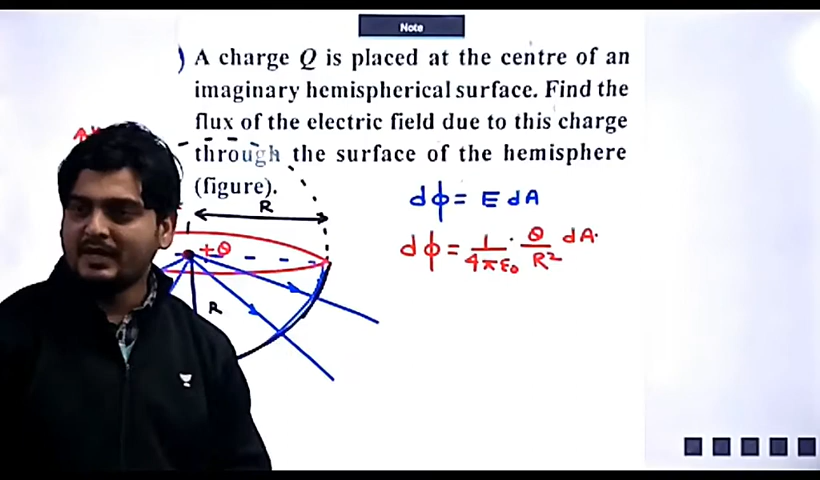 Note
) A charge Q is placed at the centre of an
imaginary hemispherical surface. Find the
flux of the electric field due to this charge
through the surface of the hemisphere
(figure).
R
+Q
R
dϕ = E dA
dϕ = 1/4πε₀ · Q/R² dA.